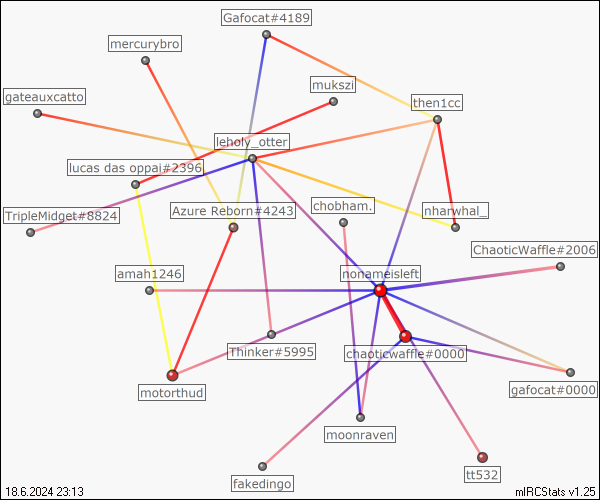 Gafocat#4189
mercurybro
mukszi
gateauxcatto
then1cc
leholy_otter
lucas das oppai#2396
chobham.
nharwhal_
TripleMidget#8824
Azure Reborn#4243
ChaoticWaffle#2006
amah1246
nonameisleft
Thinker#5995
chaoticwaffle#0000
motorthud
gafocat#0000
moonraven
fakedingo
tt532
18.6.2024 23:13
mIRCStats v1.25